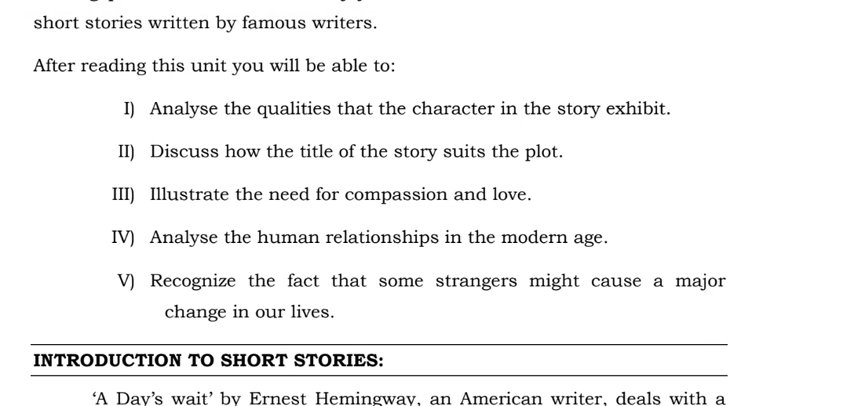 short stories written by famous writers.
After reading this unit you will be able to:
I) Analyse the qualities that the character in the story exhibit.
II) Discuss how the title of the story suits the plot.
III) Illustrate the need for compassion and love.
IV) Analyse the human relationships in the modern age.
V) Recognize the fact that some strangers might cause a major
change in our lives.
INTRODUCTION TO SHORT STORIES:
‘A Day’s wait’ by Ernest Hemingway, an American writer, deals with a